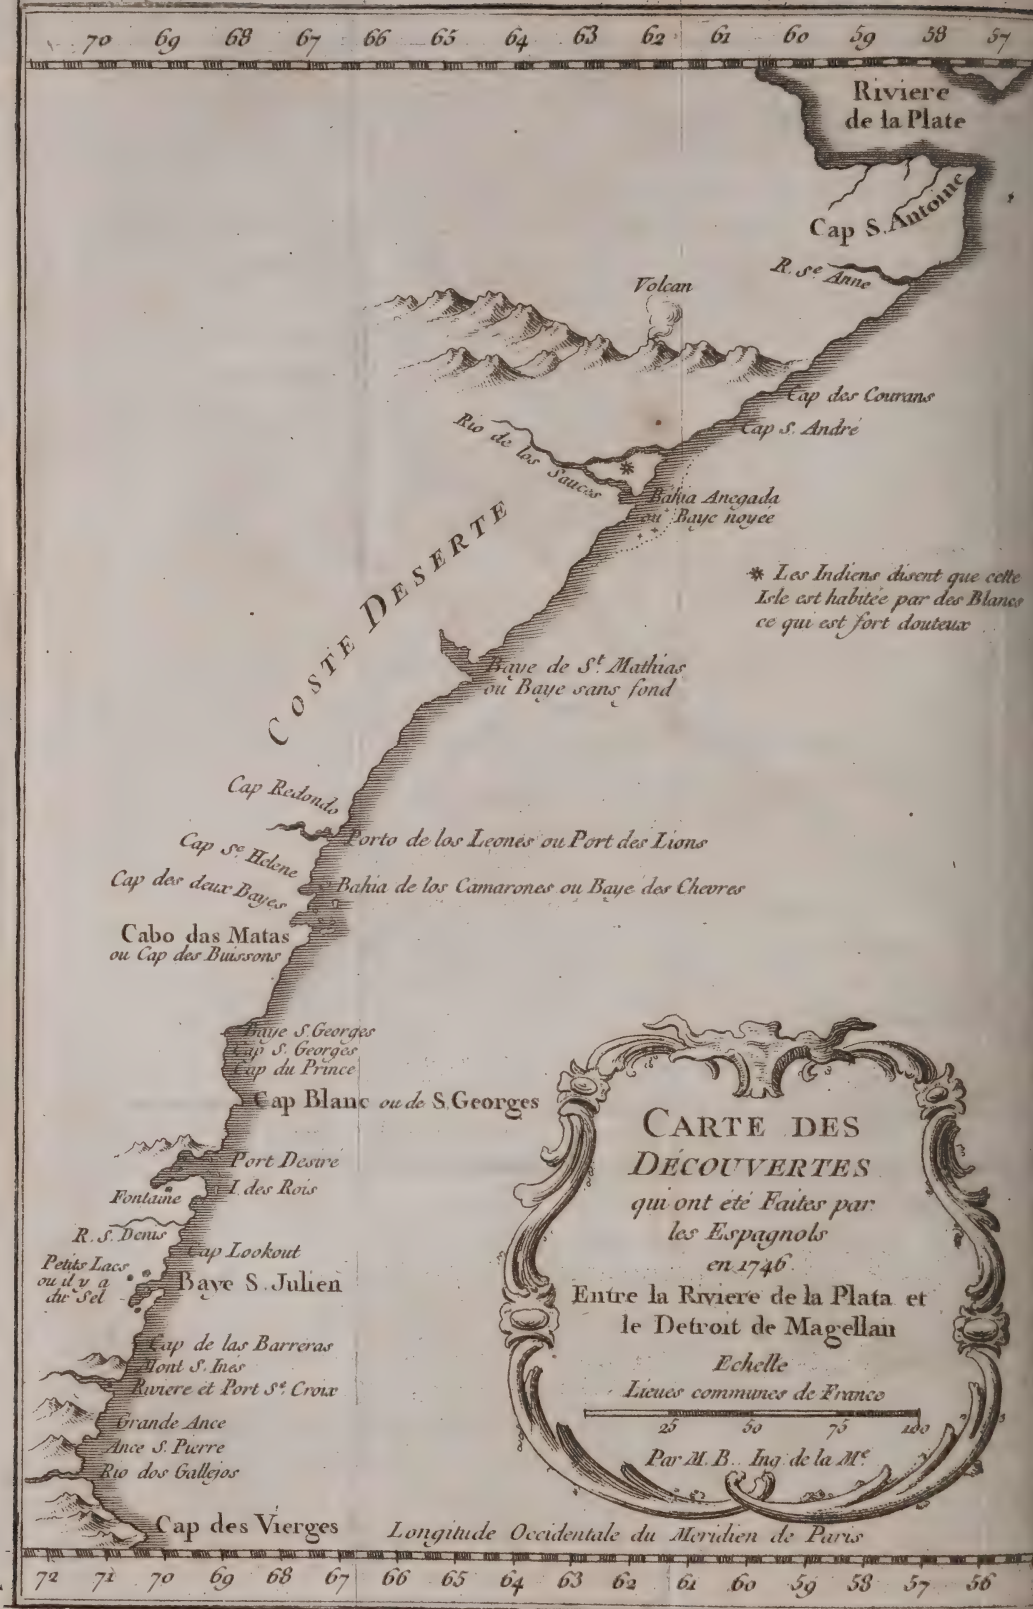 70 69 68 67 66 65 64 63 62 61 60 59 58 57
Riviere
de la Plate
Cap S. Antoine
R. Se. Anne
Volcan
Cap des Courans
Cap S. André
Rio de los Sauces
Bahia Anegada
ou Baye noyée
COSTE DESERTE
* Les Indiens disent que cette
Isle est habitée par des Blancs
ce qui est fort douteux
Baye de St. Mathias
ou Baye sans fond
Cap Redondo
Porto de los Leones ou Port des Lions
Cap Se. Helene
Cap des deux Bayes
Bahia de los Camarones ou Baye des Chevres
Cabo das Matas
ou Cap des Buissons
Baye S. Georges
Cap S. Georges
Cap du Prince
Cap Blanc ou de S. Georges
Port Desiré
Fontaine
I. des Rois
R. S. Denis
Cap Lookout
Petits Lacs
ou il y a
du Sel
Baye S. Julien
Cap de las Barreras
Mont S. Inés
Riviere et Port Se. Croix
Grande Ance
Ance S. Pierre
Rio dos Gallejos
Cap des Vierges
CARTE DES
DÉCOUVERTES
qui ont été Faites par
les Espagnols
en 1746.
Entre la Riviere de la Plata et
le Detroit de Magellan
Echelle
Lieues communes de France
25 50 75 100
Par M. B. Ing. de la Me.
Longitude Occidentale du Meridien de Paris
72 71 70 69 68 67 66 65 64 63 62 61 60 59 58 57 56